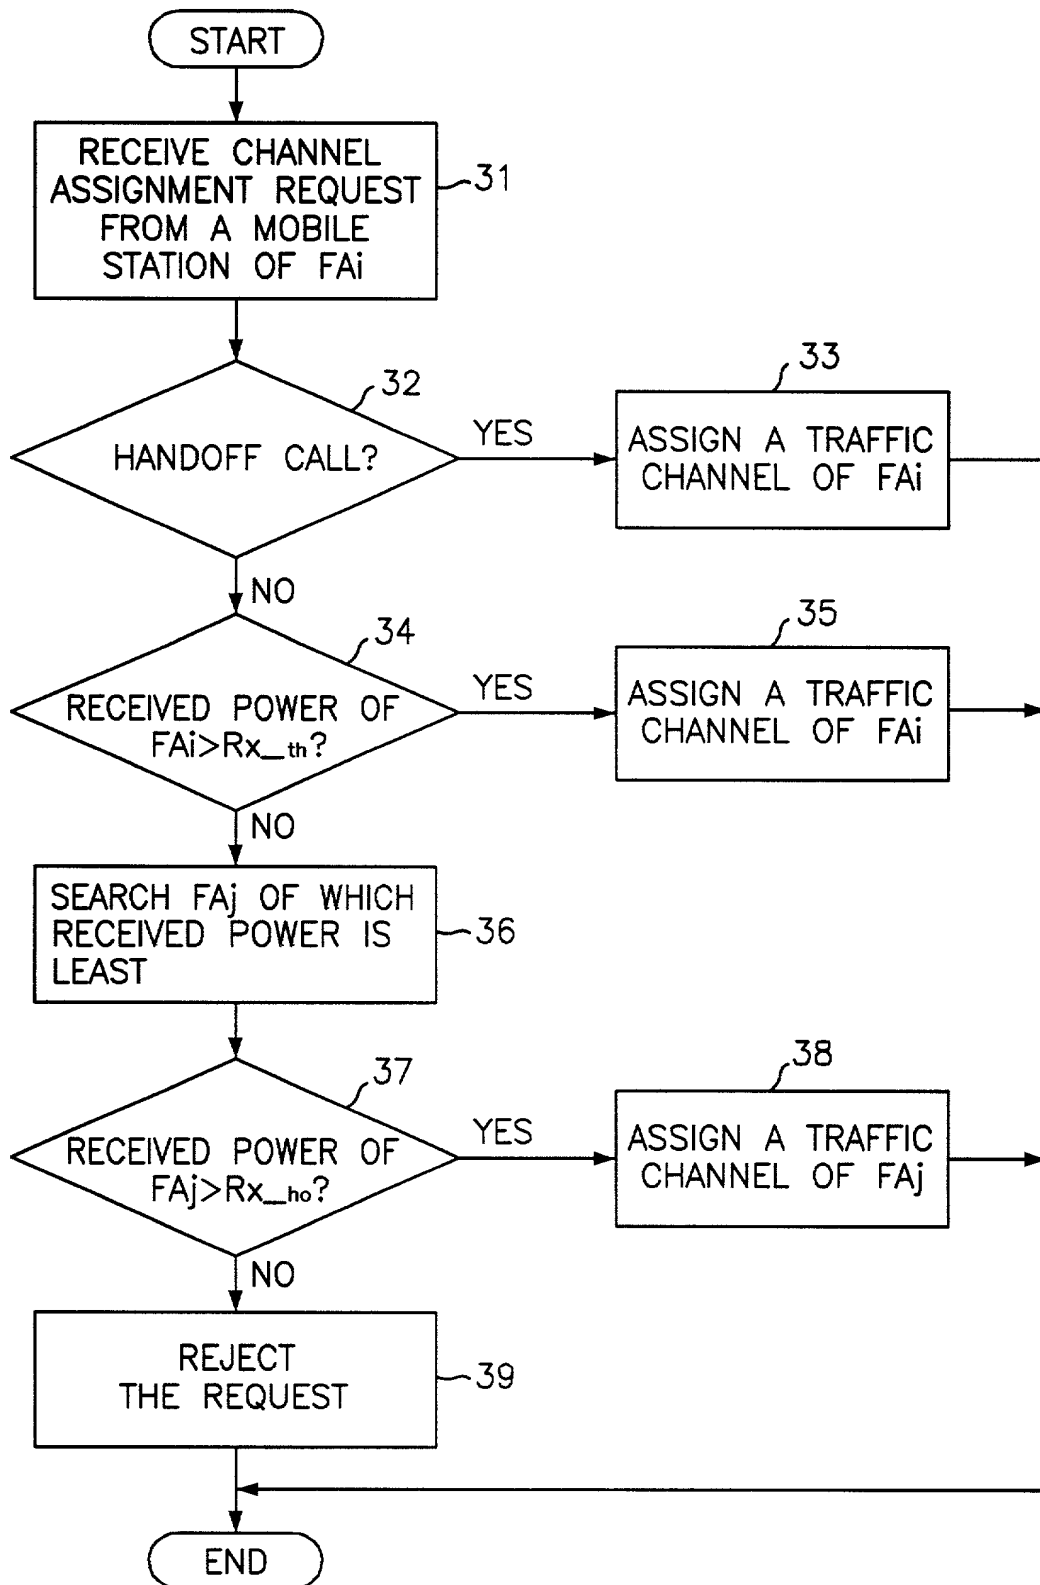 START
RECEIVE CHANNEL
ASSIGNMENT REQUEST
FROM A MOBILE
STATION OF FAi
31
HANDOFF CALL?
32
YES
33
ASSIGN A TRAFFIC
CHANNEL OF FAi
NO
34
RECEIVED POWER OF
FAi>Rx_th?
YES
35
ASSIGN A TRAFFIC
CHANNEL OF FAi
NO
SEARCH FAj OF WHICH
RECEIVED POWER IS
LEAST
36
37
RECEIVED POWER OF
FAj>Rx_ho?
YES
38
ASSIGN A TRAFFIC
CHANNEL OF FAj
NO
REJECT
THE REQUEST
39
END